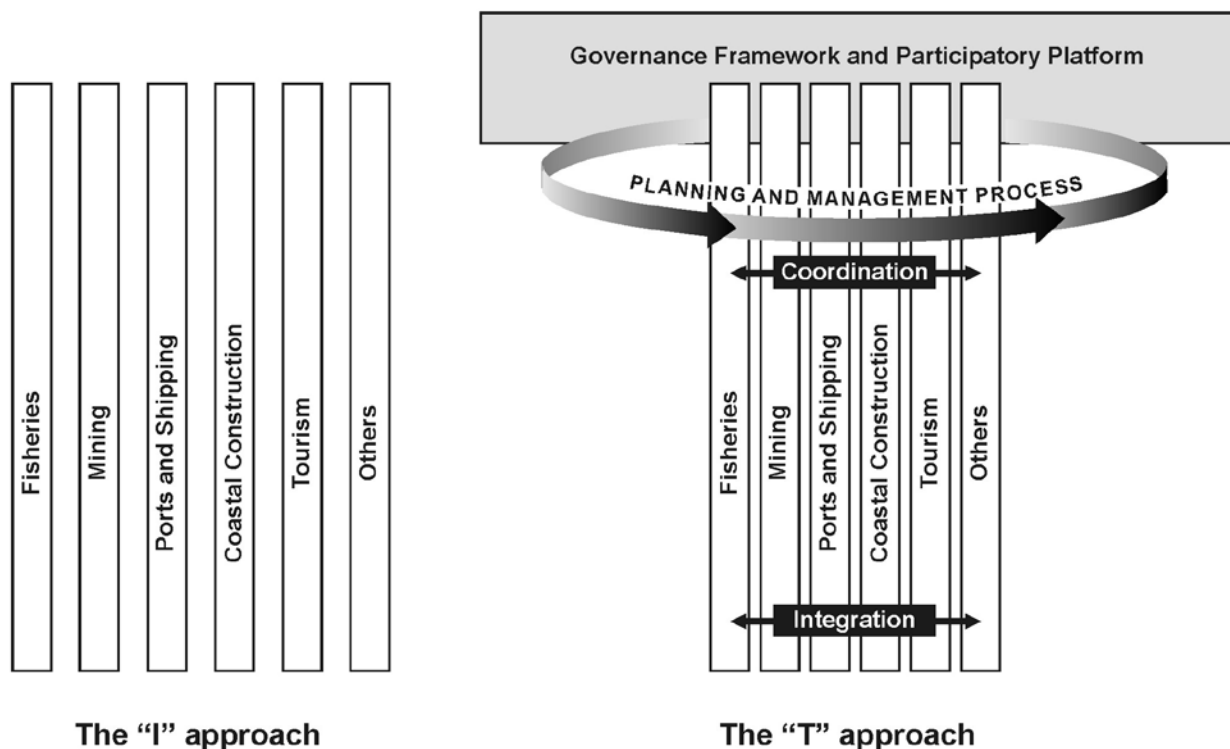 Fisheries
Mining
Ports and Shipping
Coastal Construction
Tourism
Others
The “I” approach
Governance Framework and Participatory Platform
PLANNING AND MANAGEMENT PROCESS
Coordination
Fisheries
Mining
Ports and Shipping
Coastal Construction
Tourism
Others
Integration
The “T” approach